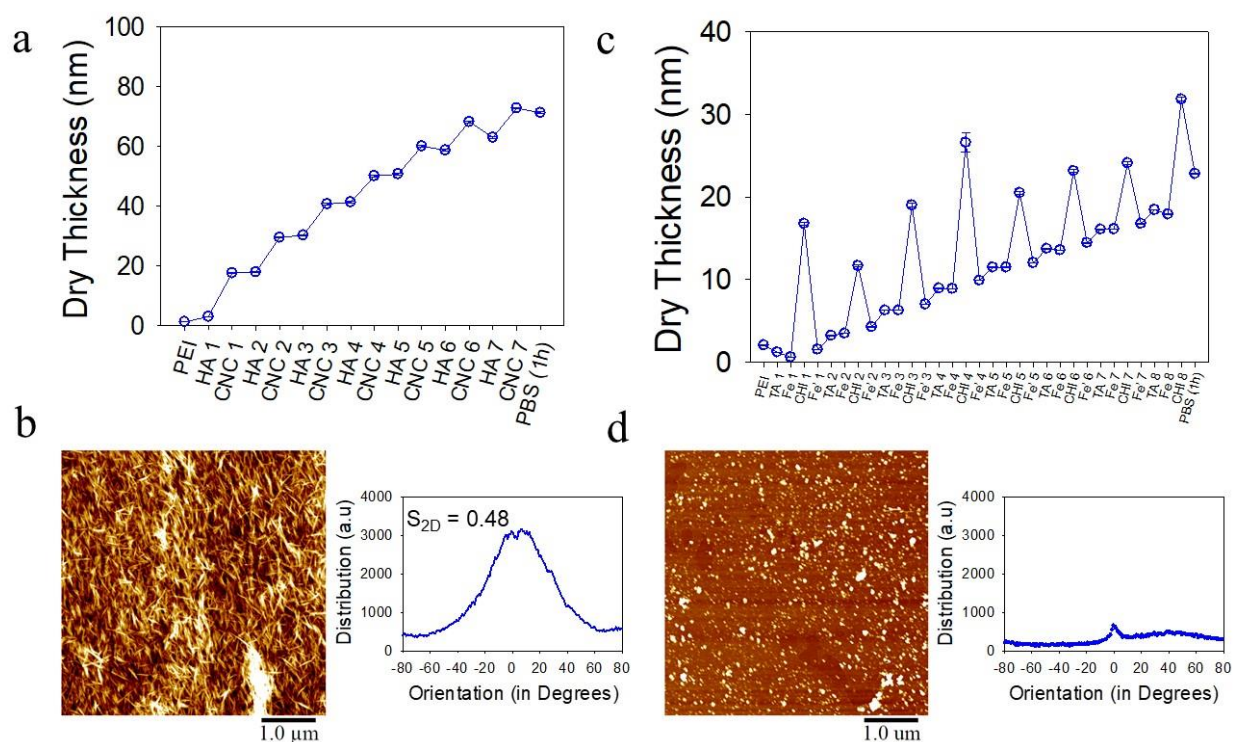 a
Dry Thickness (nm)
100
80
60
40
20
0
PEI
HA 1
CNC 1
HA 2
CNC 2
HA 3
CNC 3
HA 4
CNC 4
HA 5
CNC 5
HA 6
CNC 6
HA 7
CNC 7
PBS (1h)
c
Dry Thickness (nm)
40
30
20
10
0
PEI
TA 1
Fe 1
CHI 1
Fe' 1
TA 2
Fe 2
CHI 2
Fe' 2
TA 3
Fe 3
CHI 3
Fe' 3
TA 4
Fe 4
CHI 4
Fe' 4
TA 5
Fe 5
CHI 5
Fe' 5
TA 6
Fe 6
CHI 6
Fe' 6
TA 7
Fe 7
CHI 7
Fe' 7
TA 8
Fe 8
CHI 8
PBS (1h)
b
1.0 µm
Distribution (a.u)
4000
3000
2000
1000
0
S2D = 0.48
-80 -60 -40 -20 0 20 40 60 80
Orientation (in Degrees)
d
1.0 um
Distribution (a.u)
4000
3000
2000
1000
0
-80 -60 -40 -20 0 20 40 60 80
Orientation (in Degrees)